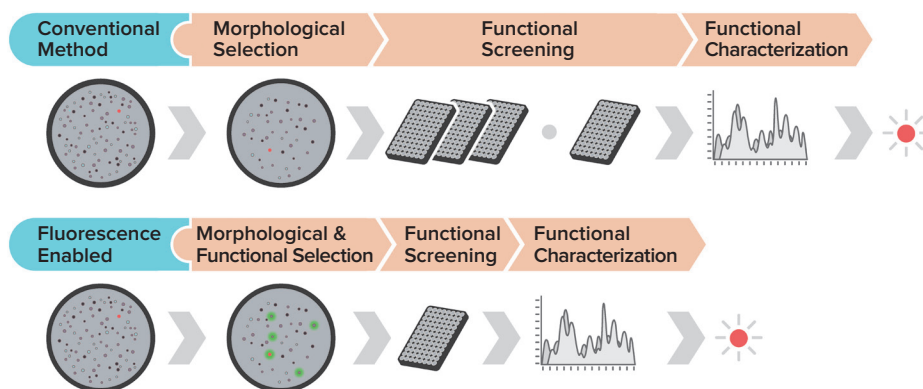 Conventional
Method
Morphological
Selection
Functional
Screening
Functional
Characterization
Fluorescence
Enabled
Morphological &
Functional Selection
Functional
Screening
Functional
Characterization